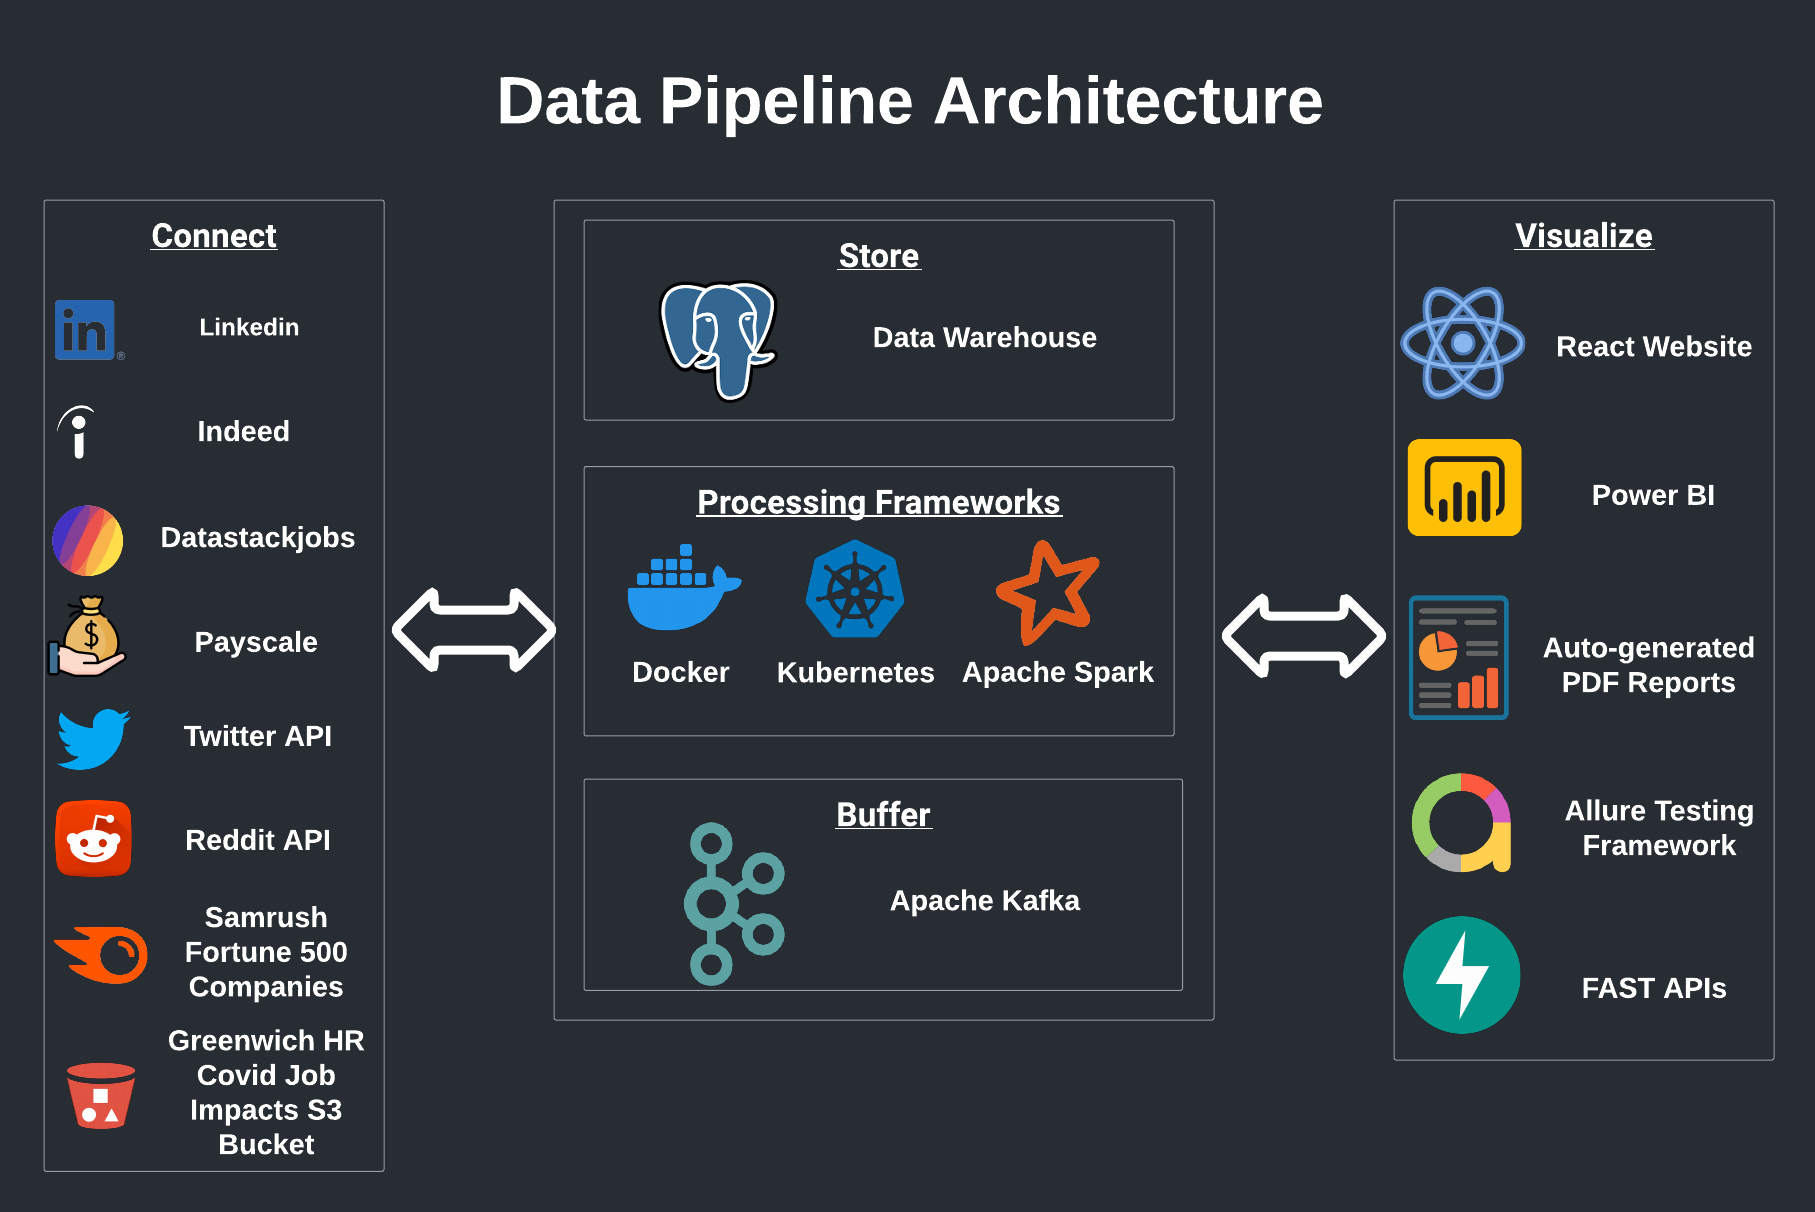 Data Pipeline Architecture
Connect
in
®
Linkedin
Indeed
Datastackjobs
$
Payscale
Twitter API
Reddit API
Samrush
Fortune 500
Companies
Greenwich HR
Covid Job
Impacts S3
Bucket
Store
Data Warehouse
Processing Frameworks
Docker
Kubernetes
Apache Spark
Buffer
Apache Kafka
Visualize
React Website
Power BI
Auto-generated
PDF Reports
Allure Testing
Framework
FAST APIs